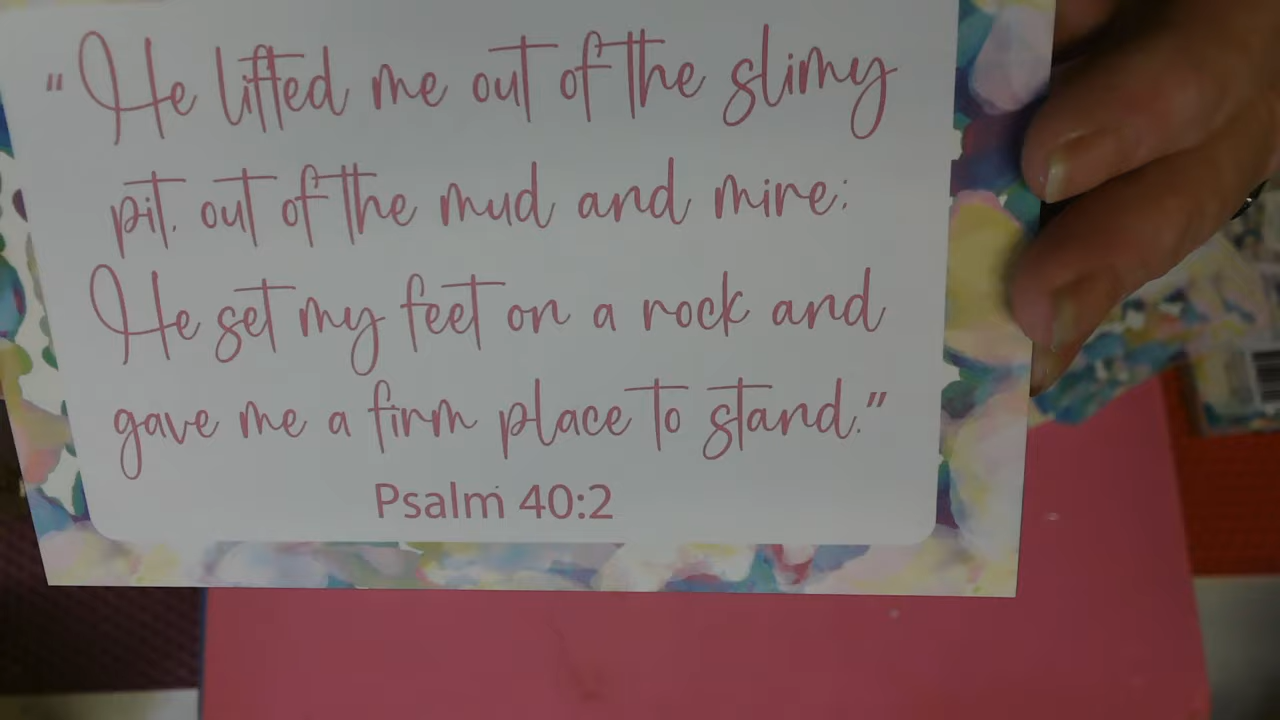 "He lifted me out of the slimy
pit, out of the mud and mire;
He set my feet on a rock and
gave me a firm place to stand."
Psalm 40:2